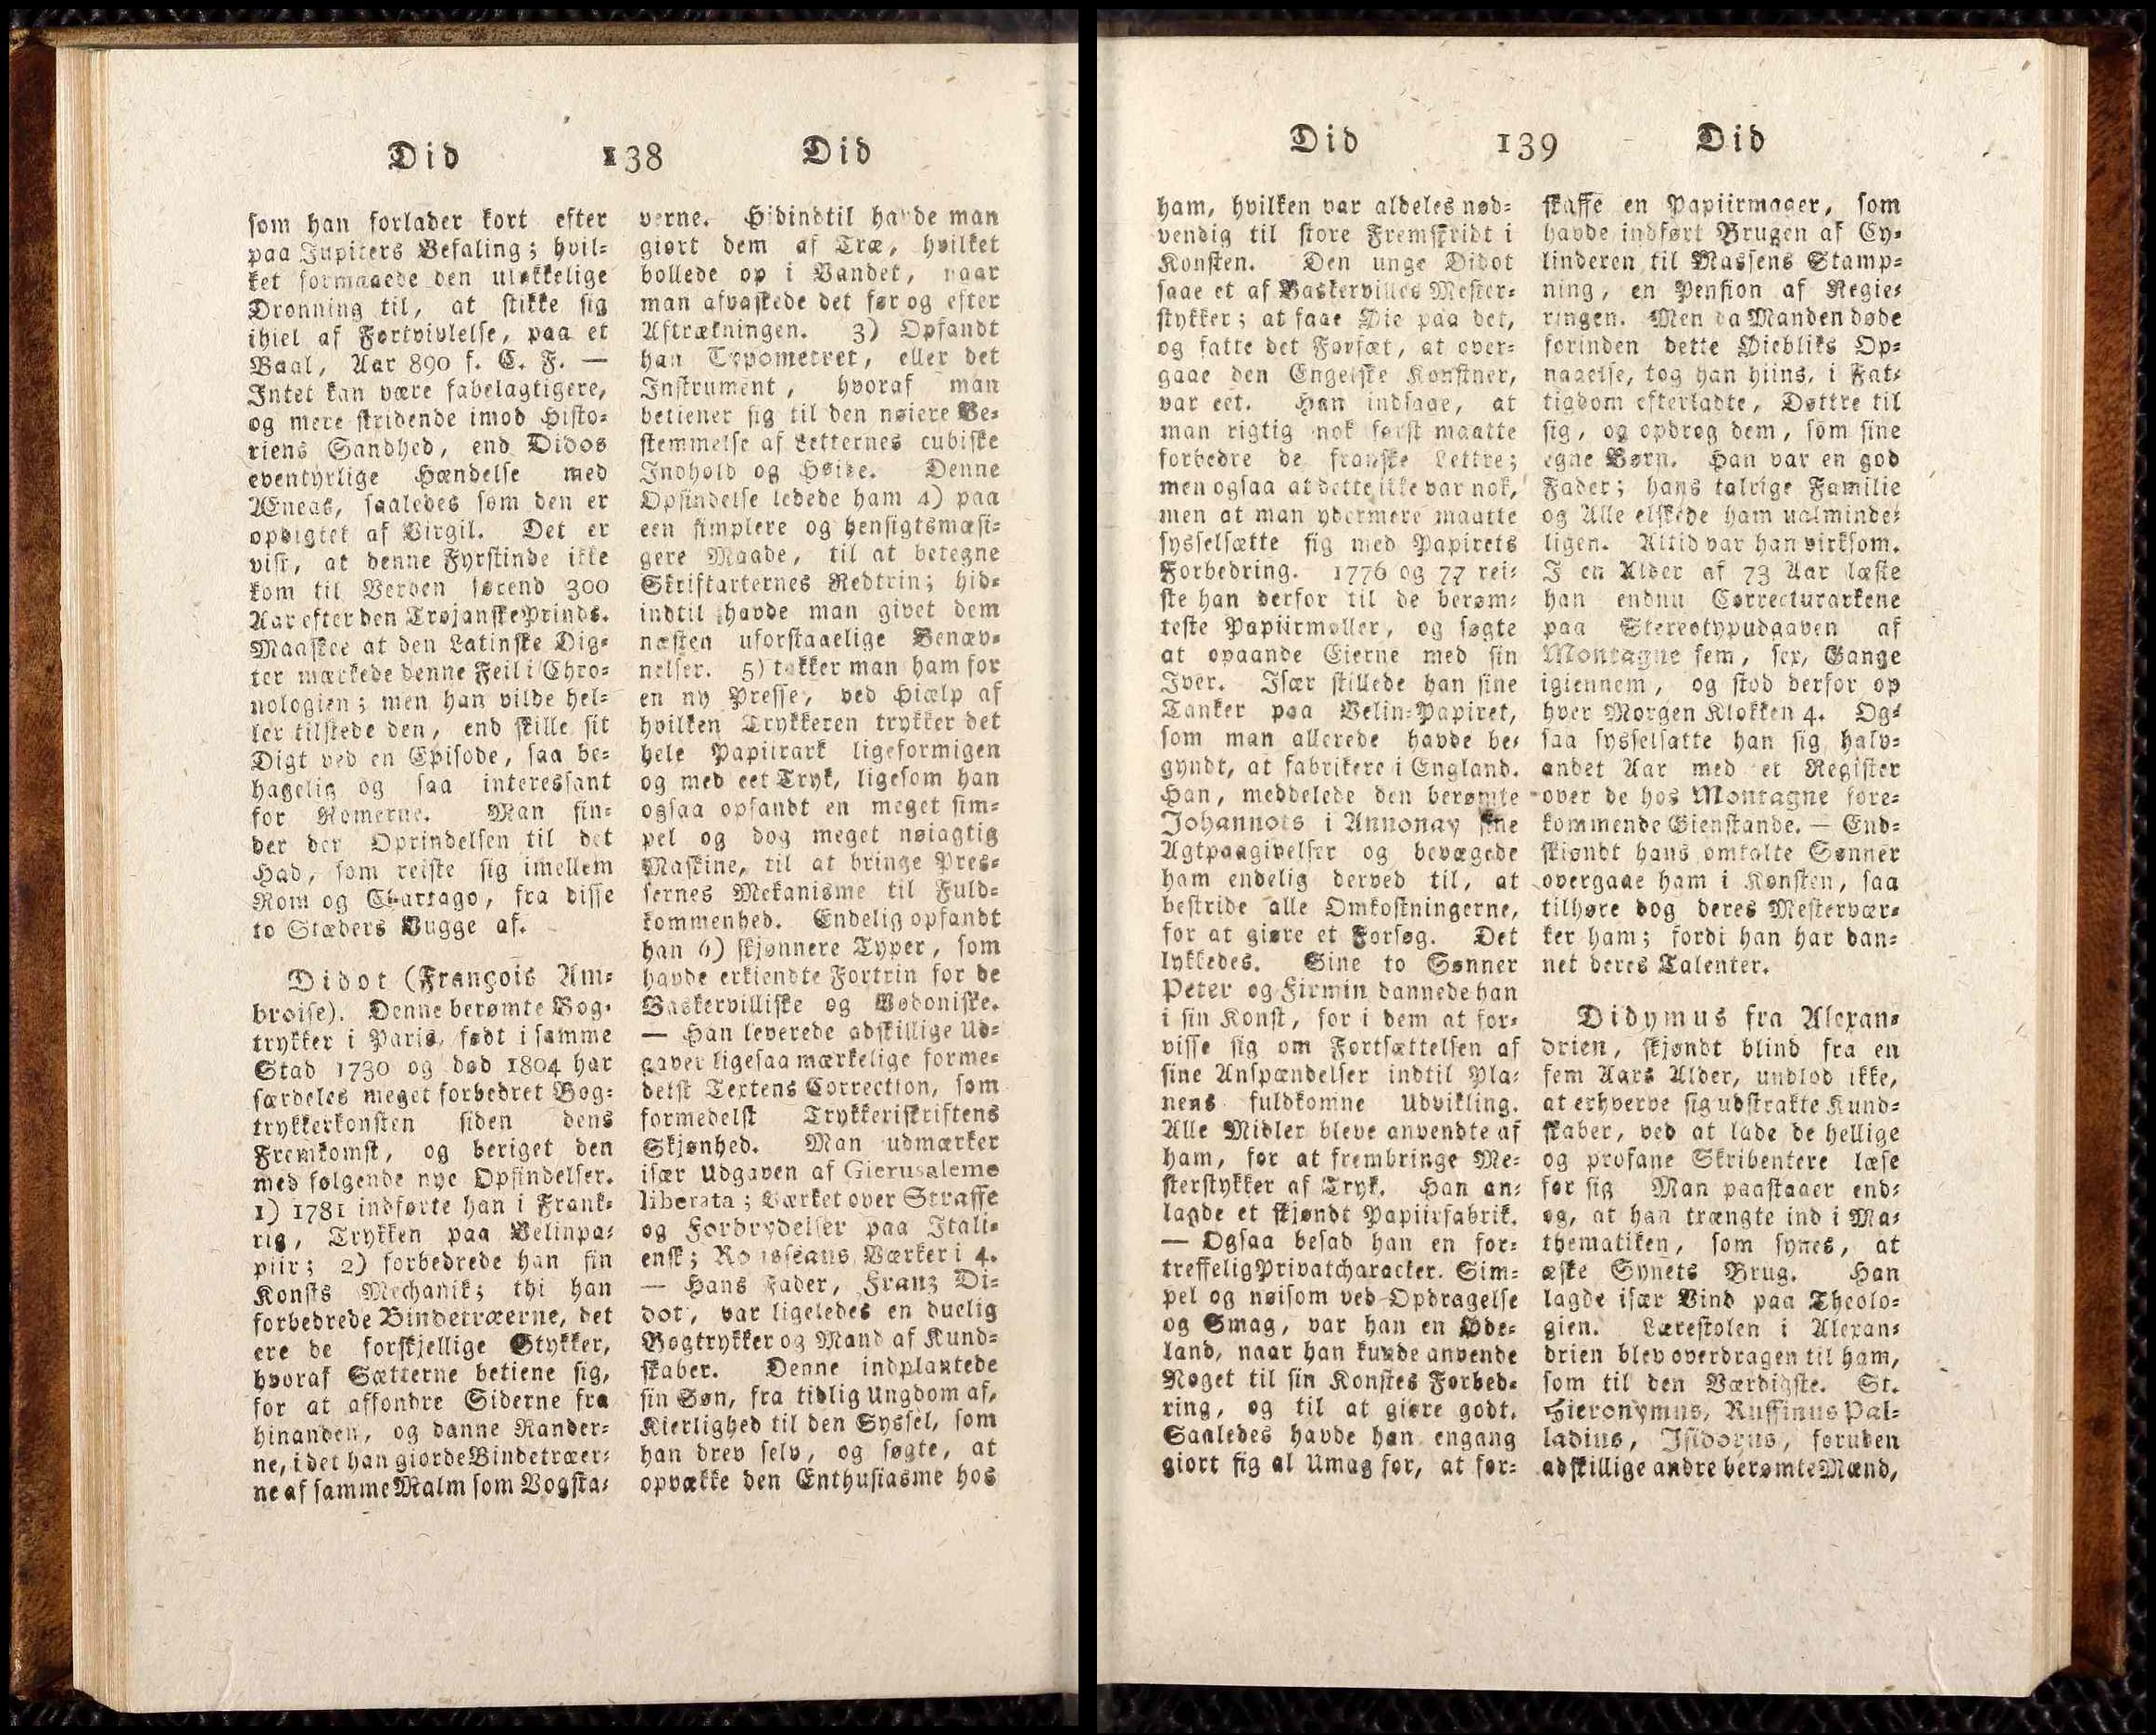 Did 138 Did
som han forlader kort efter
paa Jupiters Befaling; hvil-
ket formaaede den uløkkelige
Dronning til, at stikke sig
ihiel af Fortvivlelse, paa et
Baal, Aar 890 f. C. F. —
Intet kan være fabelagtigere,
og mere stridende imod Histo-
riens Sandhed, end Didos
eventyrlige Hændelse med
Æneas, saaledes som den er
opdigtet af Virgil. Det er
vist, at denne Fyrstinde ikke
kom til Verden førend 300
Aar efter den Trojanske Prinds.
Maaskee at den Latinske Dig-
ter mærkede denne Feil i Chro-
nologien; men han vilde hel-
ler tilstede den, end skille sit
Digt ved en Episode, saa be-
hagelig og saa interessant
for Romerne. Man fin-
der der Oprindelsen til det
Had, som reiste sig imellem
Rom og Chartago, fra disse
to Stæders Vugge af.
Didot (François Am-
broise). Denne berømte Bog-
trykker i Paris, født i samme
Stad 1730 og død 1804 har
særdeles meget forbedret Bog-
trykkerkonsten siden dens
Fremkomst, og beriget den
med følgende nye Opfindelser.
1) 1781 indførte han i Frank-
rig, Trykken paa Velinpa-
piir; 2) forbedrede han sin
Konsts Mechanik; thi han
forbedrede Bindetræerne, det
ere de forskjellige Stykker,
hvoraf Sætterne betiene sig,
for at affondre Siderne fra
hinanden, og danne Rander-
ne, i det han giorde Bindetræer-
ne af samme Malm som Bogsta-
verne. Hidindtil havde man
giørt dem af Træ, hvilket
bollede op i Vandet, naar
man afvaskede det før og efter
Aftrækningen. 3) Opfandt
han Typometret, eller det
Instrument, hvoraf man
betiener sig til den nøiere Be-
stemmelse af Letternes cubiske
Indhold og Høide. Denne
Opfindelse ledede ham 4) paa
een simplere og hensigtsmæsi-
gere Maade, til at betegne
Skriftarternes Redtrin; hid-
indtil havde man givet dem
næsten uforstaaelige Benæv-
nelser. 5) takker man ham for
en ny Presse, ved Hiælp af
hvilken Trykkeren trykker det
hele Papiirark ligeformigen
og med eet Tryk, ligesom han
ogsaa opfandt en meget sim-
pel og dog meget nøiagtig
Maskine, til at bringe Pres-
sernes Mekanisme til Fuld-
kommenhed. Endelig opfandt
han 6) skjønnere Typer, som
havde erkiendte Fortrin for de
Baskervilliske og Bodoniske.
— Han leverede adskillige Ud-
gaver ligesaa mærkelige forme-
delst Textens Correction, som
formedelst Trykkeriskriftens
Skjønhed. Man udmærker
især Udgaven af Gierusaleme
liberata; Værket over Straffe
og Forbrydelser paa Itali-
ensk; Rousseaus Værker i 4.
— Hans Fader, Franz Di-
dot, var ligeledes en duelig
Bogtrykker og Mand af Kund-
skaber. Denne indplantede
sin Søn, fra tidlig Ungdom af,
Kierlighed til den Syssel, som
han drev selv, og søgte, at
opvække den Enthusiasme hos
Did 139 Did
ham, hvilken var aldeles nød-
vendig til store Fremskridt i
Konsten. Den unge Didot
saae et af Baskervilles Mester-
stykker; at faae Øie paa det,
og fatte det Forsæt, at over-
gaae den Engelske Konstner,
var eet. Han indsaae, at
man rigtig nok først maatte
forbedre de franske Lettre;
men ogsaa at dette ikke var nok,
men at man ydermere maatte
sysselsætte sig med Papirets
Forbedring. 1776 og 77 rei-
ste han derfor til de berøm-
teste Papiirmøller, og søgte
at opaande Eierne med sin
Iver. Især stillede han sine
Tanker paa Velin-Papiret,
som man allerede havde be-
gyndt, at fabrikere i England.
Han, meddelede den berømte
Johannots i Annonay sine
Agtpaagivelser og bevægede
ham endelig derved til, at
bestride alle Omkostningerne,
for at giøre et Forsøg. Det
lykkedes. Sine to Sønner
Peter og Firmin dannede han
i sin Konst, for i dem at for-
visse sig om Fortsættelsen af
sine Anspændelser indtil Pla-
nens fuldkomne Udvikling.
Alle Midler bleve anvendte af
ham, for at frembringe Me-
sterstykker af Tryk. Han an-
lagde et skjøndt Papiirfabrik.
— Ogsaa besad han en for-
treffelig Privatcharacter. Sim-
pel og nøisom ved Opdragelse
og Smag, var han en Øde-
land, naar han kunde anvende
Noget til sin Konstes Forbed-
ring, og til at giøre godt.
Saaledes havde han engang
giort sig al Umag for, at for-
skaffe en Papiirmager, som
havde indført Brugen af Cy-
linderen til Massens Stamp-
ning, en Pension af Regie-
ringen. Men da Manden døde
forinden dette Øiebliks Op-
naaelse, tog han hiins, i Fat-
tigdom efterladte, Døttre til
sig, og opdrog dem, som sine
egne Børn. Han var en god
Fader; hans talrige Familie
og Alle elskede ham ualminde-
ligen. Altid var han virksom.
I en Alder af 73 Aar læste
han endnu Correcturarkene
paa Stereotypudgaven af
Montagne fem, sex, Gange
igiennem, og stod derfor op
hver Morgen Klokken 4. Og-
saa sysselsatte han sig halv-
andet Aar med et Register
over de hos Montagne fore-
kommende Gienstande. — End-
skiøndt hans omtalte Sønner
overgaae ham i Konsten, saa
tilhøre dog deres Mestervær-
ker ham; fordi han har dan-
net deres Talenter.
Didymus fra Alexan-
drien, skjøndt blind fra en
fem Aars Alder, undlod ikke,
at erhverve sig udstrakte Kund-
skaber, ved at lade de hellige
og profane Skribentere læse
for sig Man paastaaer end-
og, at han trængte ind i Ma-
thematiken, som synes, at
æske Synets Brug. Han
lagde især Vind paa Theolo-
gien. Lærestolen i Alexan-
drien blev overdragen til ham,
som til den Værdigste. St.
Hieronymus, Ruffinus Pal-
ladius, Isidorus, foruden
adskillige andre berømte Mænd,